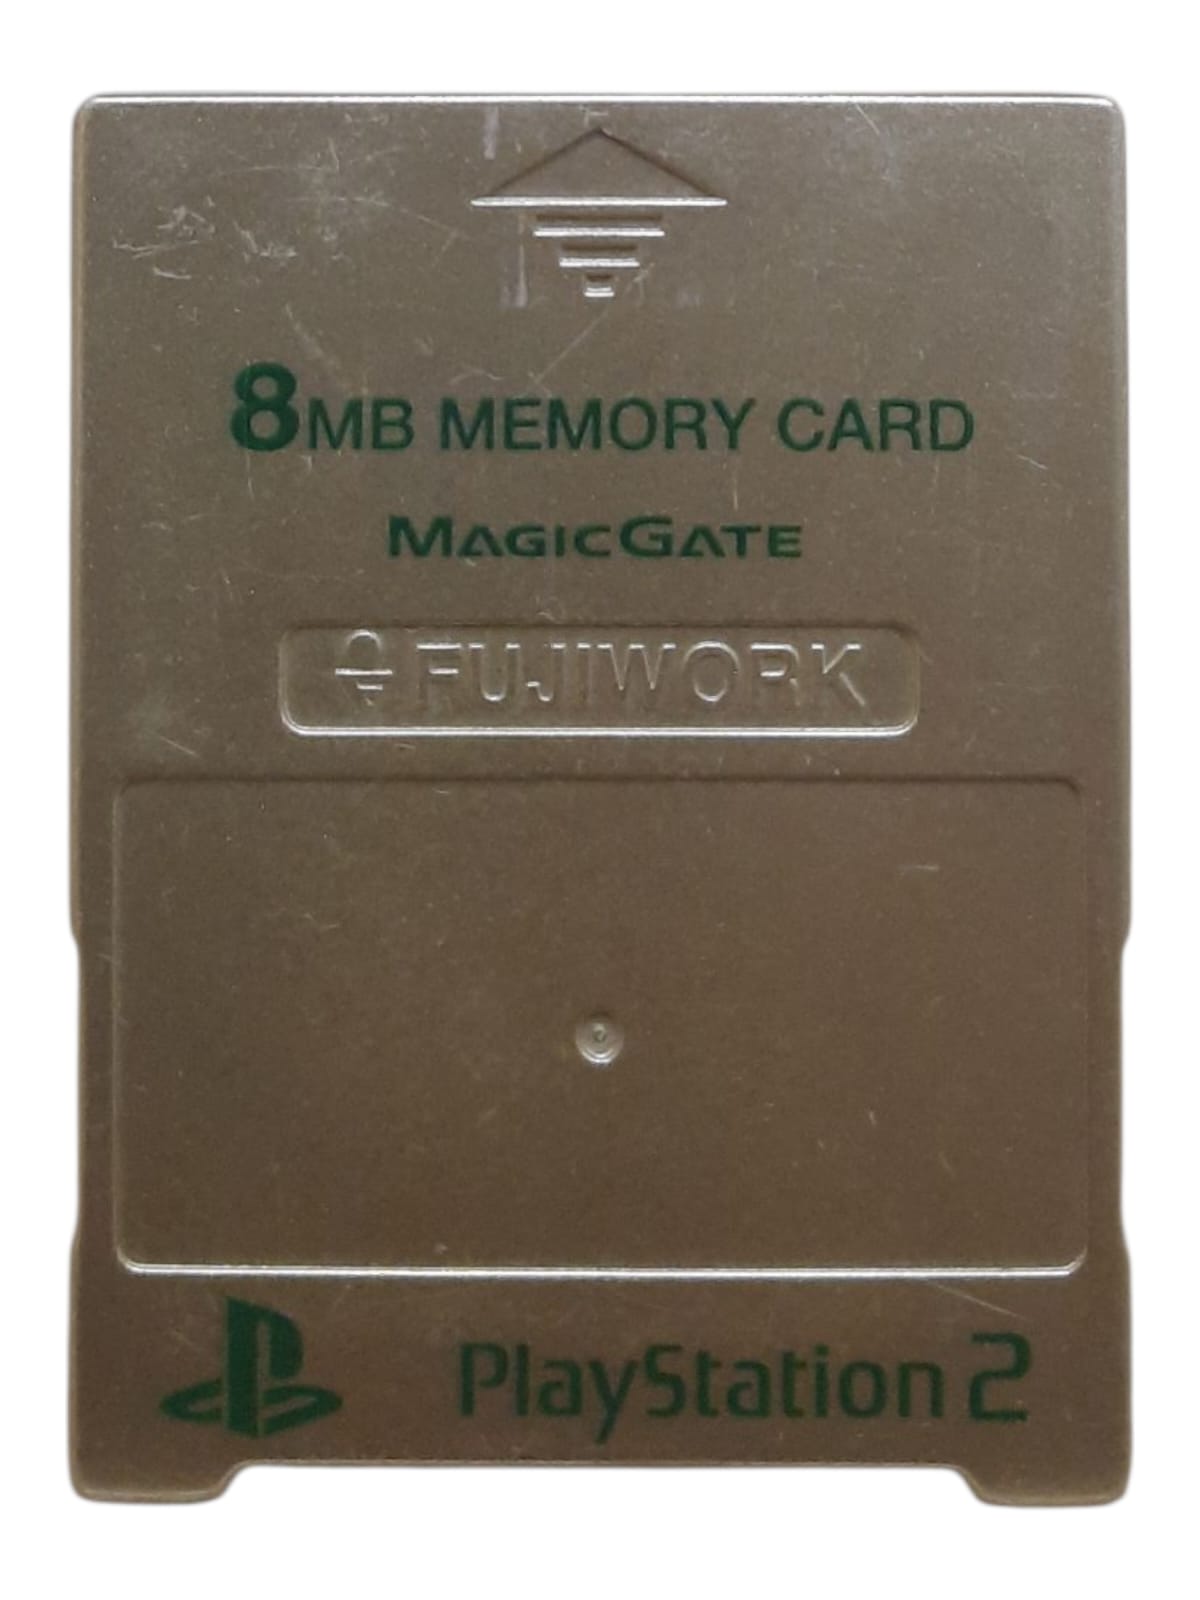 8MB MEMORY CARD
MAGICGATE
FUJIWORK
PlayStation 2